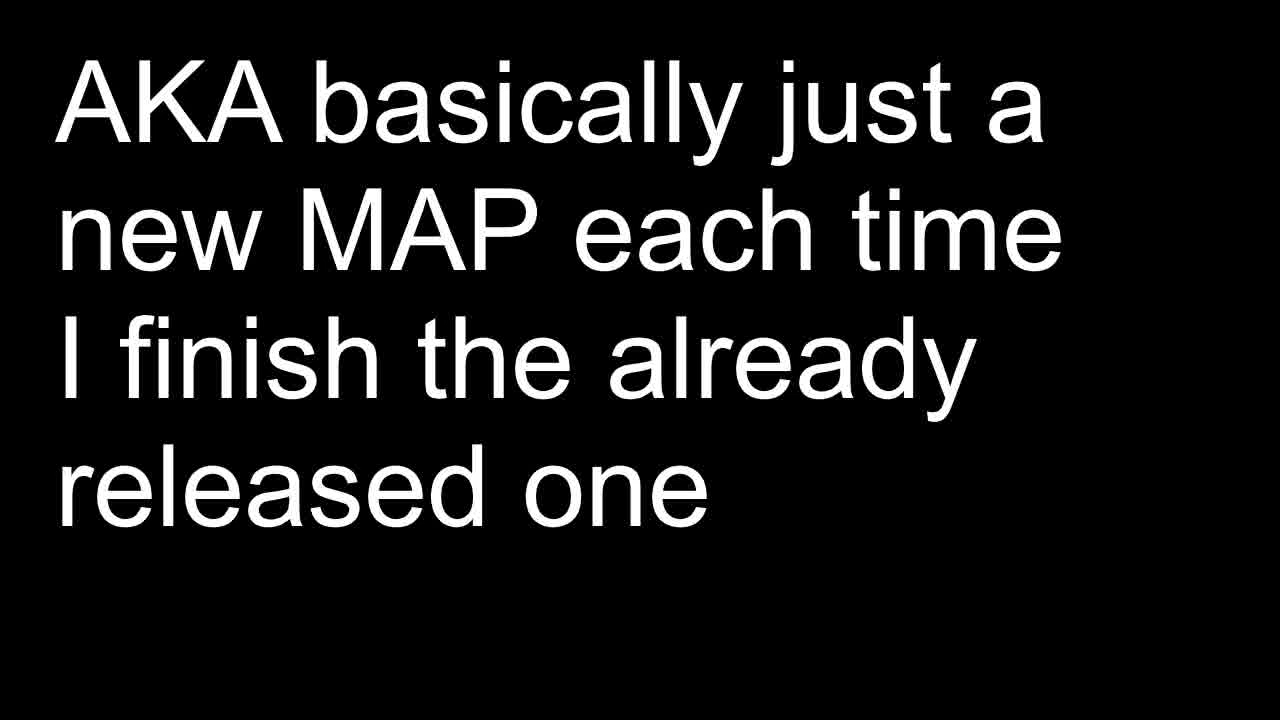 AKA basically just a
new MAP each time
I finish the already
released one